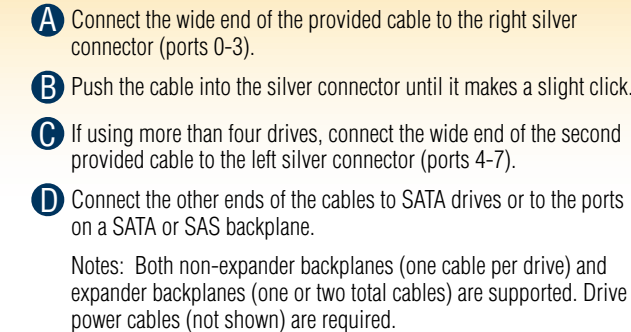 A Connect the wide end of the provided cable to the right silver
connector (ports 0-3).
B Push the cable into the silver connector until it makes a slight click.
C If using more than four drives, connect the wide end of the second
provided cable to the left silver connector (ports 4-7).
D Connect the other ends of the cables to SATA drives or to the ports
on a SATA or SAS backplane.
Notes: Both non-expander backplanes (one cable per drive) and
expander backplanes (one or two total cables) are supported. Drive
power cables (not shown) are required.